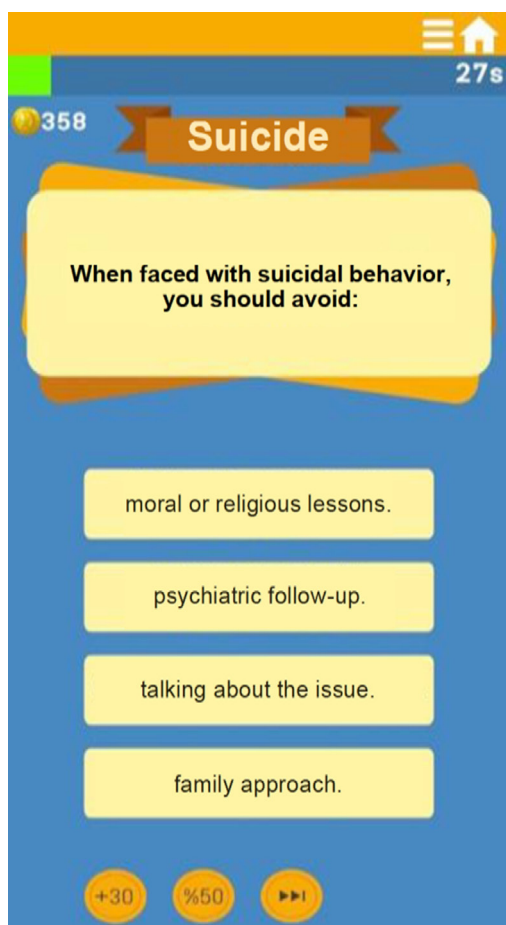 27s
358
Suicide
When faced with suicidal behavior,
you should avoid:
moral or religious lessons.
psychiatric follow-up.
talking about the issue.
family approach.
+30
%50